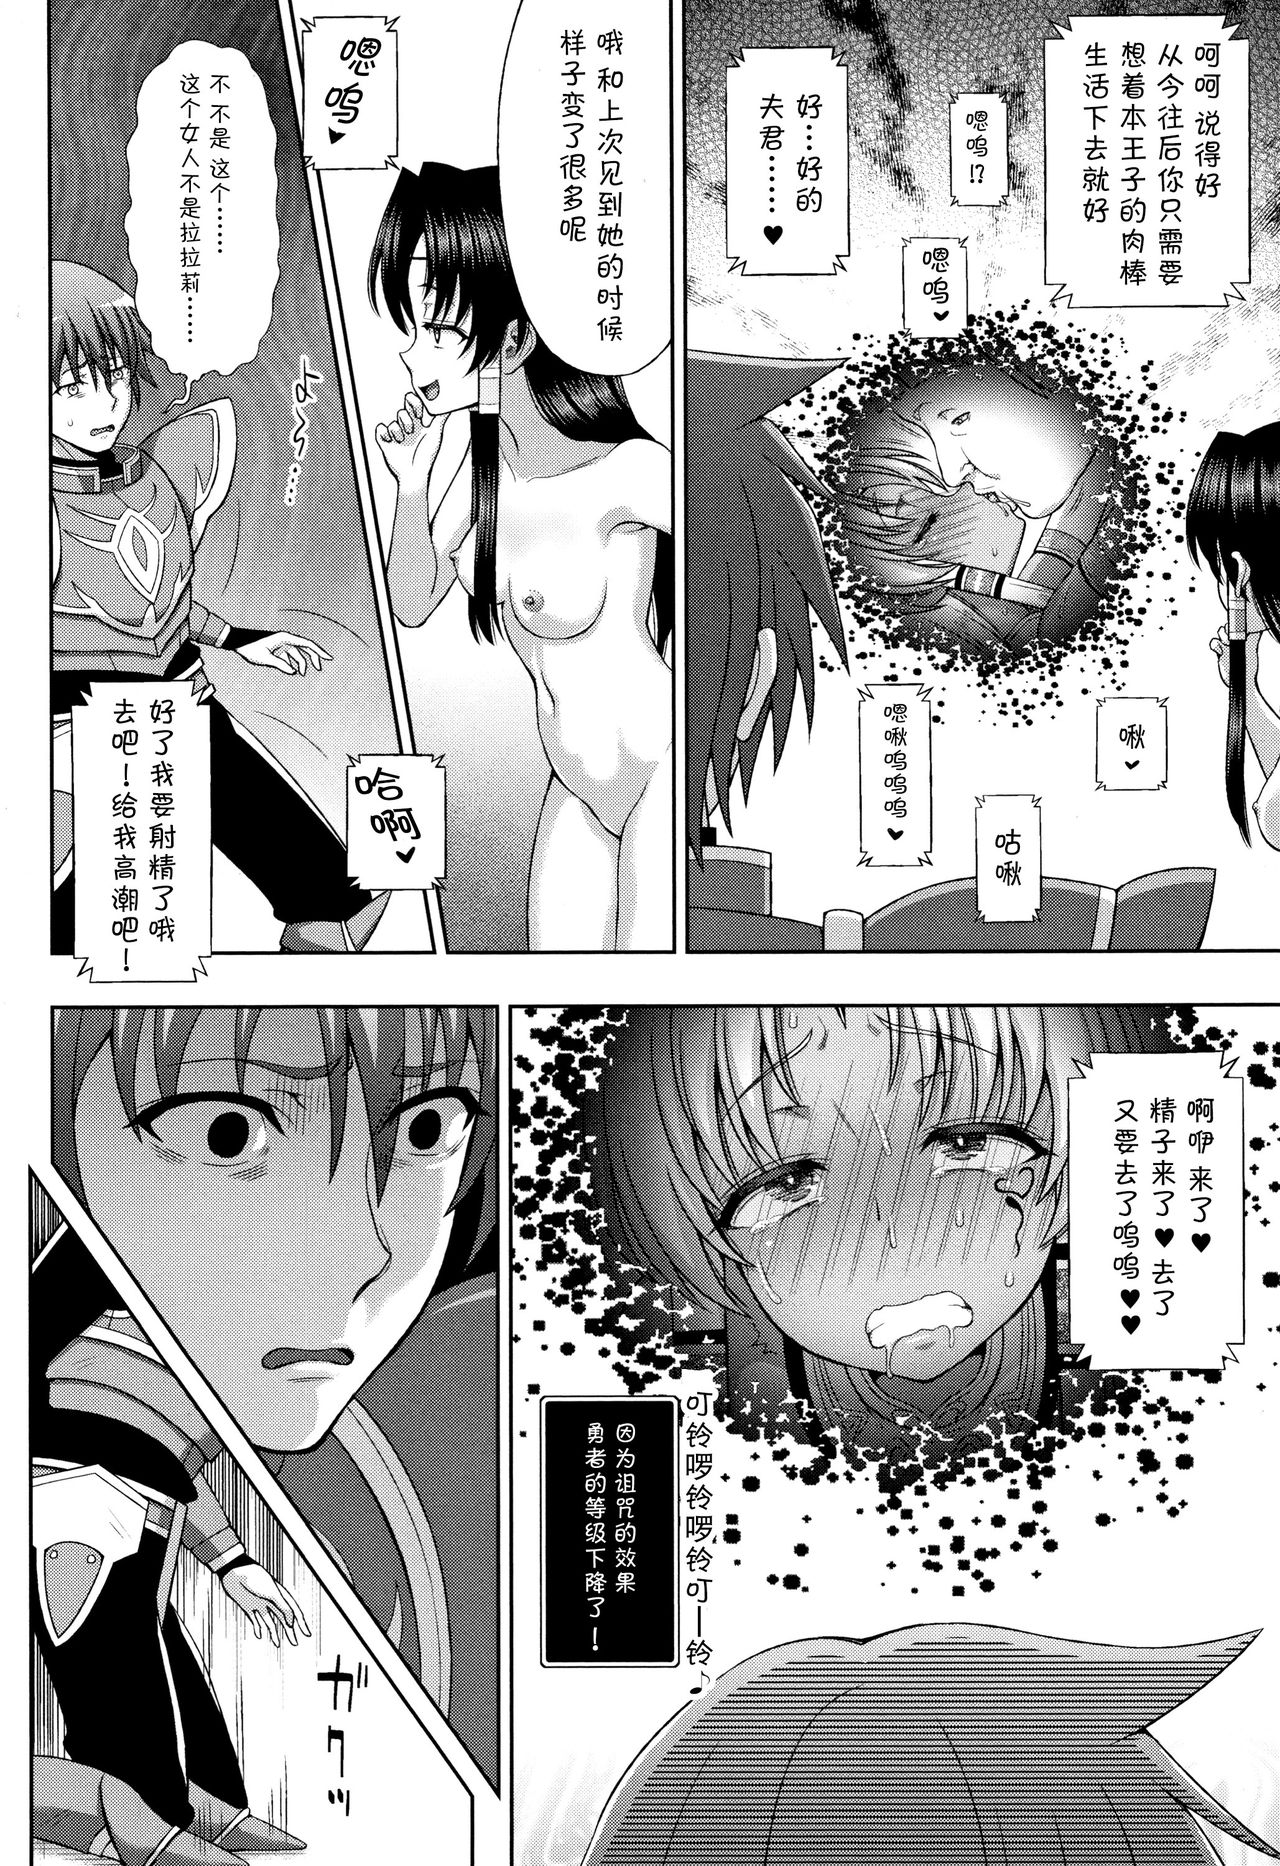 呵呵 说得好
从今往后你只需要
想着本王子的肉棒
生活下去就好
嗯呜!?
好…好的
夫君……♥
嗯呜♥
啾♥
咕啾
嗯啾呜呜呜♥
哦 和上次见到她的时候
样子变了很多呢
嗯呜♥
哈啊♥
不 不是 这个……
这个女人不是拉拉莉……
よろ…
好了我要射精了哦
去吧！给我高潮吧！
啊咿来了♥
精子来了♥去了
又要去了呜呜♥♥
叮铃啰铃啰铃叮—铃♪
因为诅咒的效果
勇者的等级下降了！
ガクッ